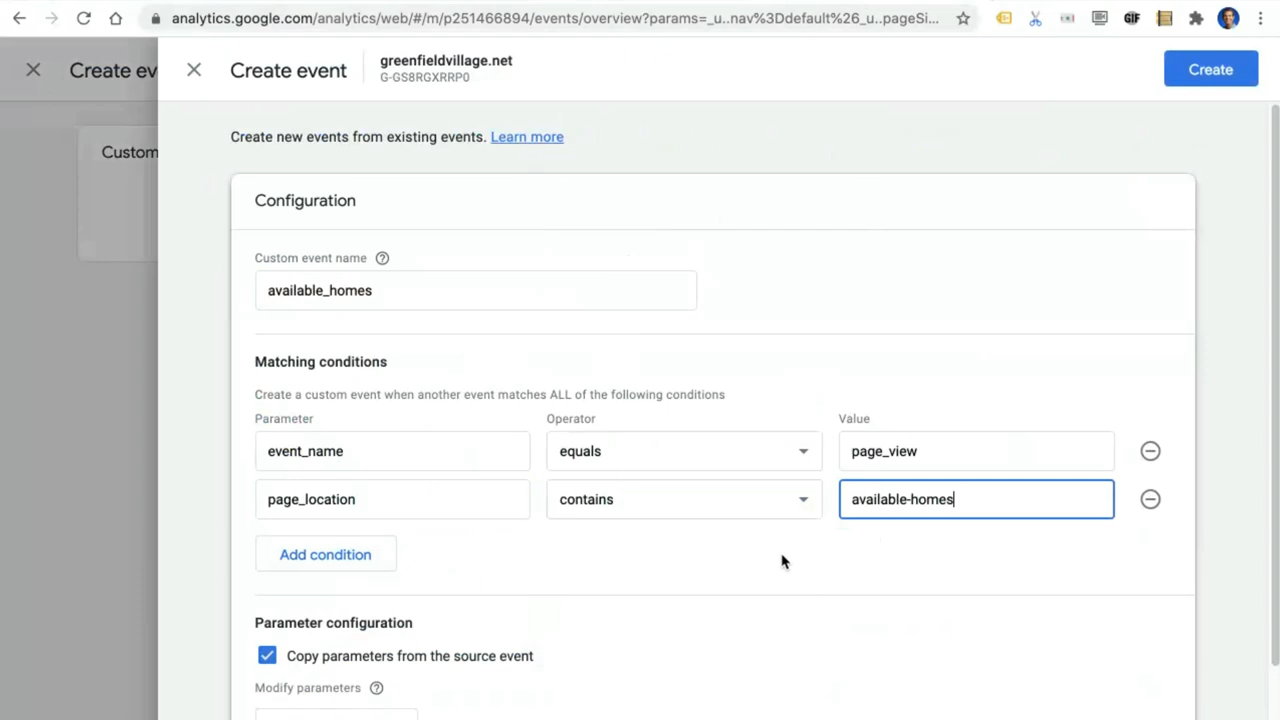 analytics.google.com/analytics/web/#/m/p251466894/events/overview?params=_u..nav%3Ddefault%26_u..pageSi...
GIF
Create ev
Create event
greenfieldvillage.net
G-GS8RGXRRP0
Create
Custom
Create new events from existing events. Learn more
Configuration
Custom event name
available_homes
Matching conditions
Create a custom event when another event matches ALL of the following conditions
Parameter Operator Value
event_name equals page_view
page_location contains available-homes
Add condition
Parameter configuration
Copy parameters from the source event
Modify parameters